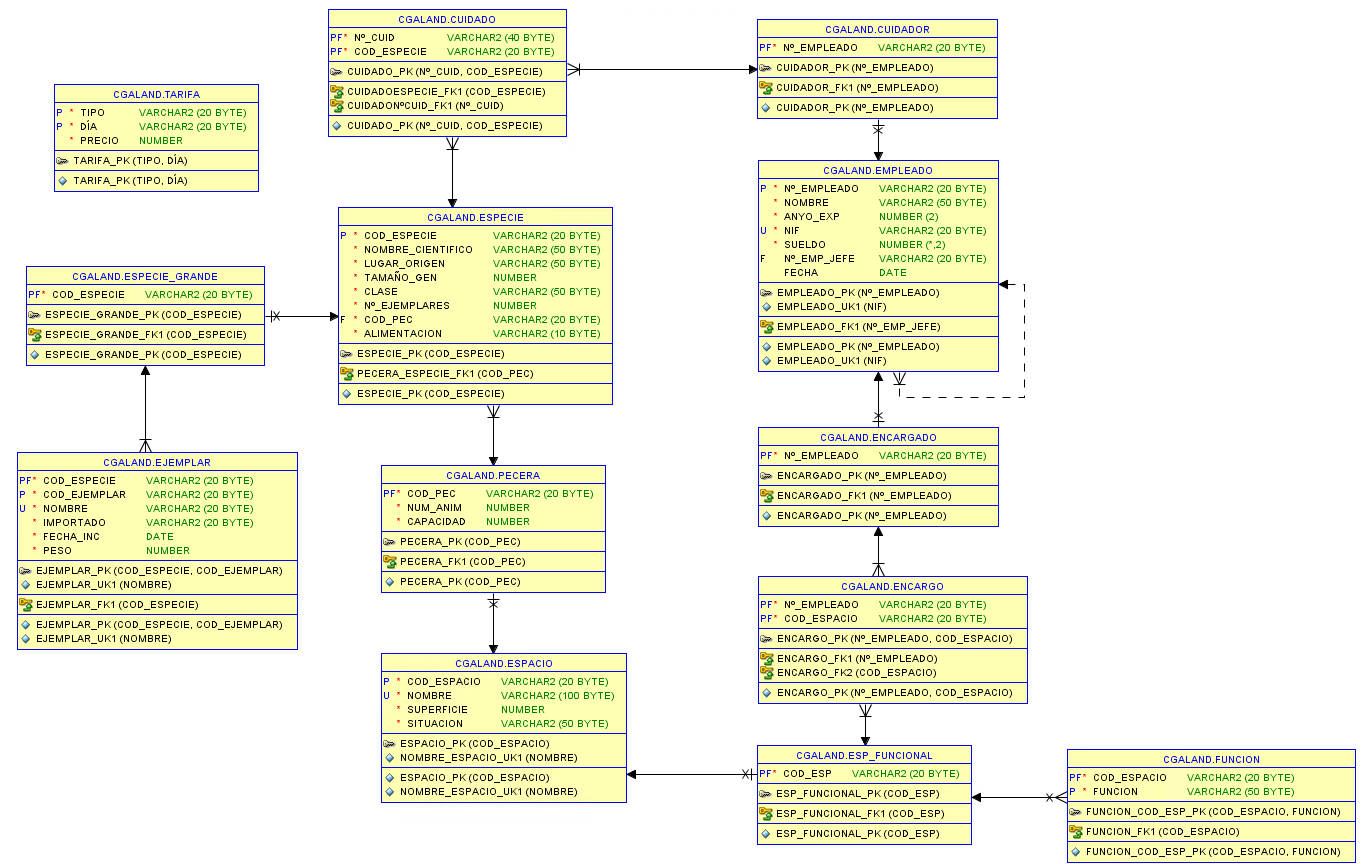 CGALAND.CUIDADO
PF* Nº_CUID VARCHAR2 (40 BYTE)
PF* COD_ESPECIE VARCHAR2 (20 BYTE)
CUIDADO_PK (Nº_CUID, COD_ESPECIE)
CUIDADOESPECIE_FK1 (COD_ESPECIE)
CUIDADONºCUID_FK1 (Nº_CUID)
CUIDADO_PK (Nº_CUID, COD_ESPECIE)
CGALAND.CUIDADOR
PF* Nº_EMPLEADO VARCHAR2 (20 BYTE)
CUIDADOR_PK (Nº_EMPLEADO)
CUIDADOR_FK1 (Nº_EMPLEADO)
CUIDADOR_PK (Nº_EMPLEADO)
CGALAND.TARIFA
P * TIPO VARCHAR2 (20 BYTE)
P * DÍA VARCHAR2 (20 BYTE)
* PRECIO NUMBER
TARIFA_PK (TIPO, DÍA)
TARIFA_PK (TIPO, DÍA)
CGALAND.EMPLEADO
P * Nº_EMPLEADO VARCHAR2 (20 BYTE)
* NOMBRE VARCHAR2 (50 BYTE)
* ANYO_EXP NUMBER (2)
U * NIF VARCHAR2 (20 BYTE)
* SUELDO NUMBER (*,2)
F Nº_EMP_JEFE VARCHAR2 (20 BYTE)
FECHA DATE
EMPLEADO_PK (Nº_EMPLEADO)
EMPLEADO_UK1 (NIF)
EMPLEADO_FK1 (Nº_EMP_JEFE)
EMPLEADO_PK (Nº_EMPLEADO)
EMPLEADO_UK1 (NIF)
CGALAND.ESPECIE
P * COD_ESPECIE VARCHAR2 (20 BYTE)
* NOMBRE_CIENTIFICO VARCHAR2 (50 BYTE)
* LUGAR_ORIGEN VARCHAR2 (50 BYTE)
* TAMAÑO_GEN NUMBER
* CLASE VARCHAR2 (50 BYTE)
* Nº_EJEMPLARES NUMBER
F * COD_PEC VARCHAR2 (20 BYTE)
* ALIMENTACION VARCHAR2 (10 BYTE)
ESPECIE_PK (COD_ESPECIE)
PECERA_ESPECIE_FK1 (COD_PEC)
ESPECIE_PK (COD_ESPECIE)
CGALAND.ESPECIE_GRANDE
PF* COD_ESPECIE VARCHAR2 (20 BYTE)
ESPECIE_GRANDE_PK (COD_ESPECIE)
ESPECIE_GRANDE_FK1 (COD_ESPECIE)
ESPECIE_GRANDE_PK (COD_ESPECIE)
CGALAND.ENCARGADO
PF* Nº_EMPLEADO VARCHAR2 (20 BYTE)
ENCARGADO_PK (Nº_EMPLEADO)
ENCARGADO_FK1 (Nº_EMPLEADO)
ENCARGADO_PK (Nº_EMPLEADO)
CGALAND.EJEMPLAR
PF* COD_ESPECIE VARCHAR2 (20 BYTE)
P * COD_EJEMPLAR VARCHAR2 (20 BYTE)
U * NOMBRE VARCHAR2 (20 BYTE)
* IMPORTADO VARCHAR2 (20 BYTE)
* FECHA_INC DATE
* PESO NUMBER
EJEMPLAR_PK (COD_ESPECIE, COD_EJEMPLAR)
EJEMPLAR_UK1 (NOMBRE)
EJEMPLAR_FK1 (COD_ESPECIE)
EJEMPLAR_PK (COD_ESPECIE, COD_EJEMPLAR)
EJEMPLAR_UK1 (NOMBRE)
CGALAND.PECERA
PF* COD_PEC VARCHAR2 (20 BYTE)
* NUM_ANIM NUMBER
* CAPACIDAD NUMBER
PECERA_PK (COD_PEC)
PECERA_FK1 (COD_PEC)
PECERA_PK (COD_PEC)
CGALAND.ENCARGO
PF* Nº_EMPLEADO VARCHAR2 (20 BYTE)
PF* COD_ESPACIO VARCHAR2 (20 BYTE)
ENCARGO_PK (Nº_EMPLEADO, COD_ESPACIO)
ENCARGO_FK1 (Nº_EMPLEADO)
ENCARGO_FK2 (COD_ESPACIO)
ENCARGO_PK (Nº_EMPLEADO, COD_ESPACIO)
CGALAND.ESPACIO
P * COD_ESPACIO VARCHAR2 (20 BYTE)
U * NOMBRE VARCHAR2 (100 BYTE)
* SUPERFICIE NUMBER
* SITUACION VARCHAR2 (50 BYTE)
ESPACIO_PK (COD_ESPACIO)
NOMBRE_ESPACIO_UK1 (NOMBRE)
ESPACIO_PK (COD_ESPACIO)
NOMBRE_ESPACIO_UK1 (NOMBRE)
CGALAND.ESP_FUNCIONAL
PF* COD_ESP VARCHAR2 (20 BYTE)
ESP_FUNCIONAL_PK (COD_ESP)
ESP_FUNCIONAL_FK1 (COD_ESP)
ESP_FUNCIONAL_PK (COD_ESP)
CGALAND.FUNCION
PF* COD_ESPACIO VARCHAR2 (20 BYTE)
P * FUNCION VARCHAR2 (50 BYTE)
FUNCION_COD_ESP_PK (COD_ESPACIO, FUNCION)
FUNCION_FK1 (COD_ESPACIO)
FUNCION_COD_ESP_PK (COD_ESPACIO, FUNCION)